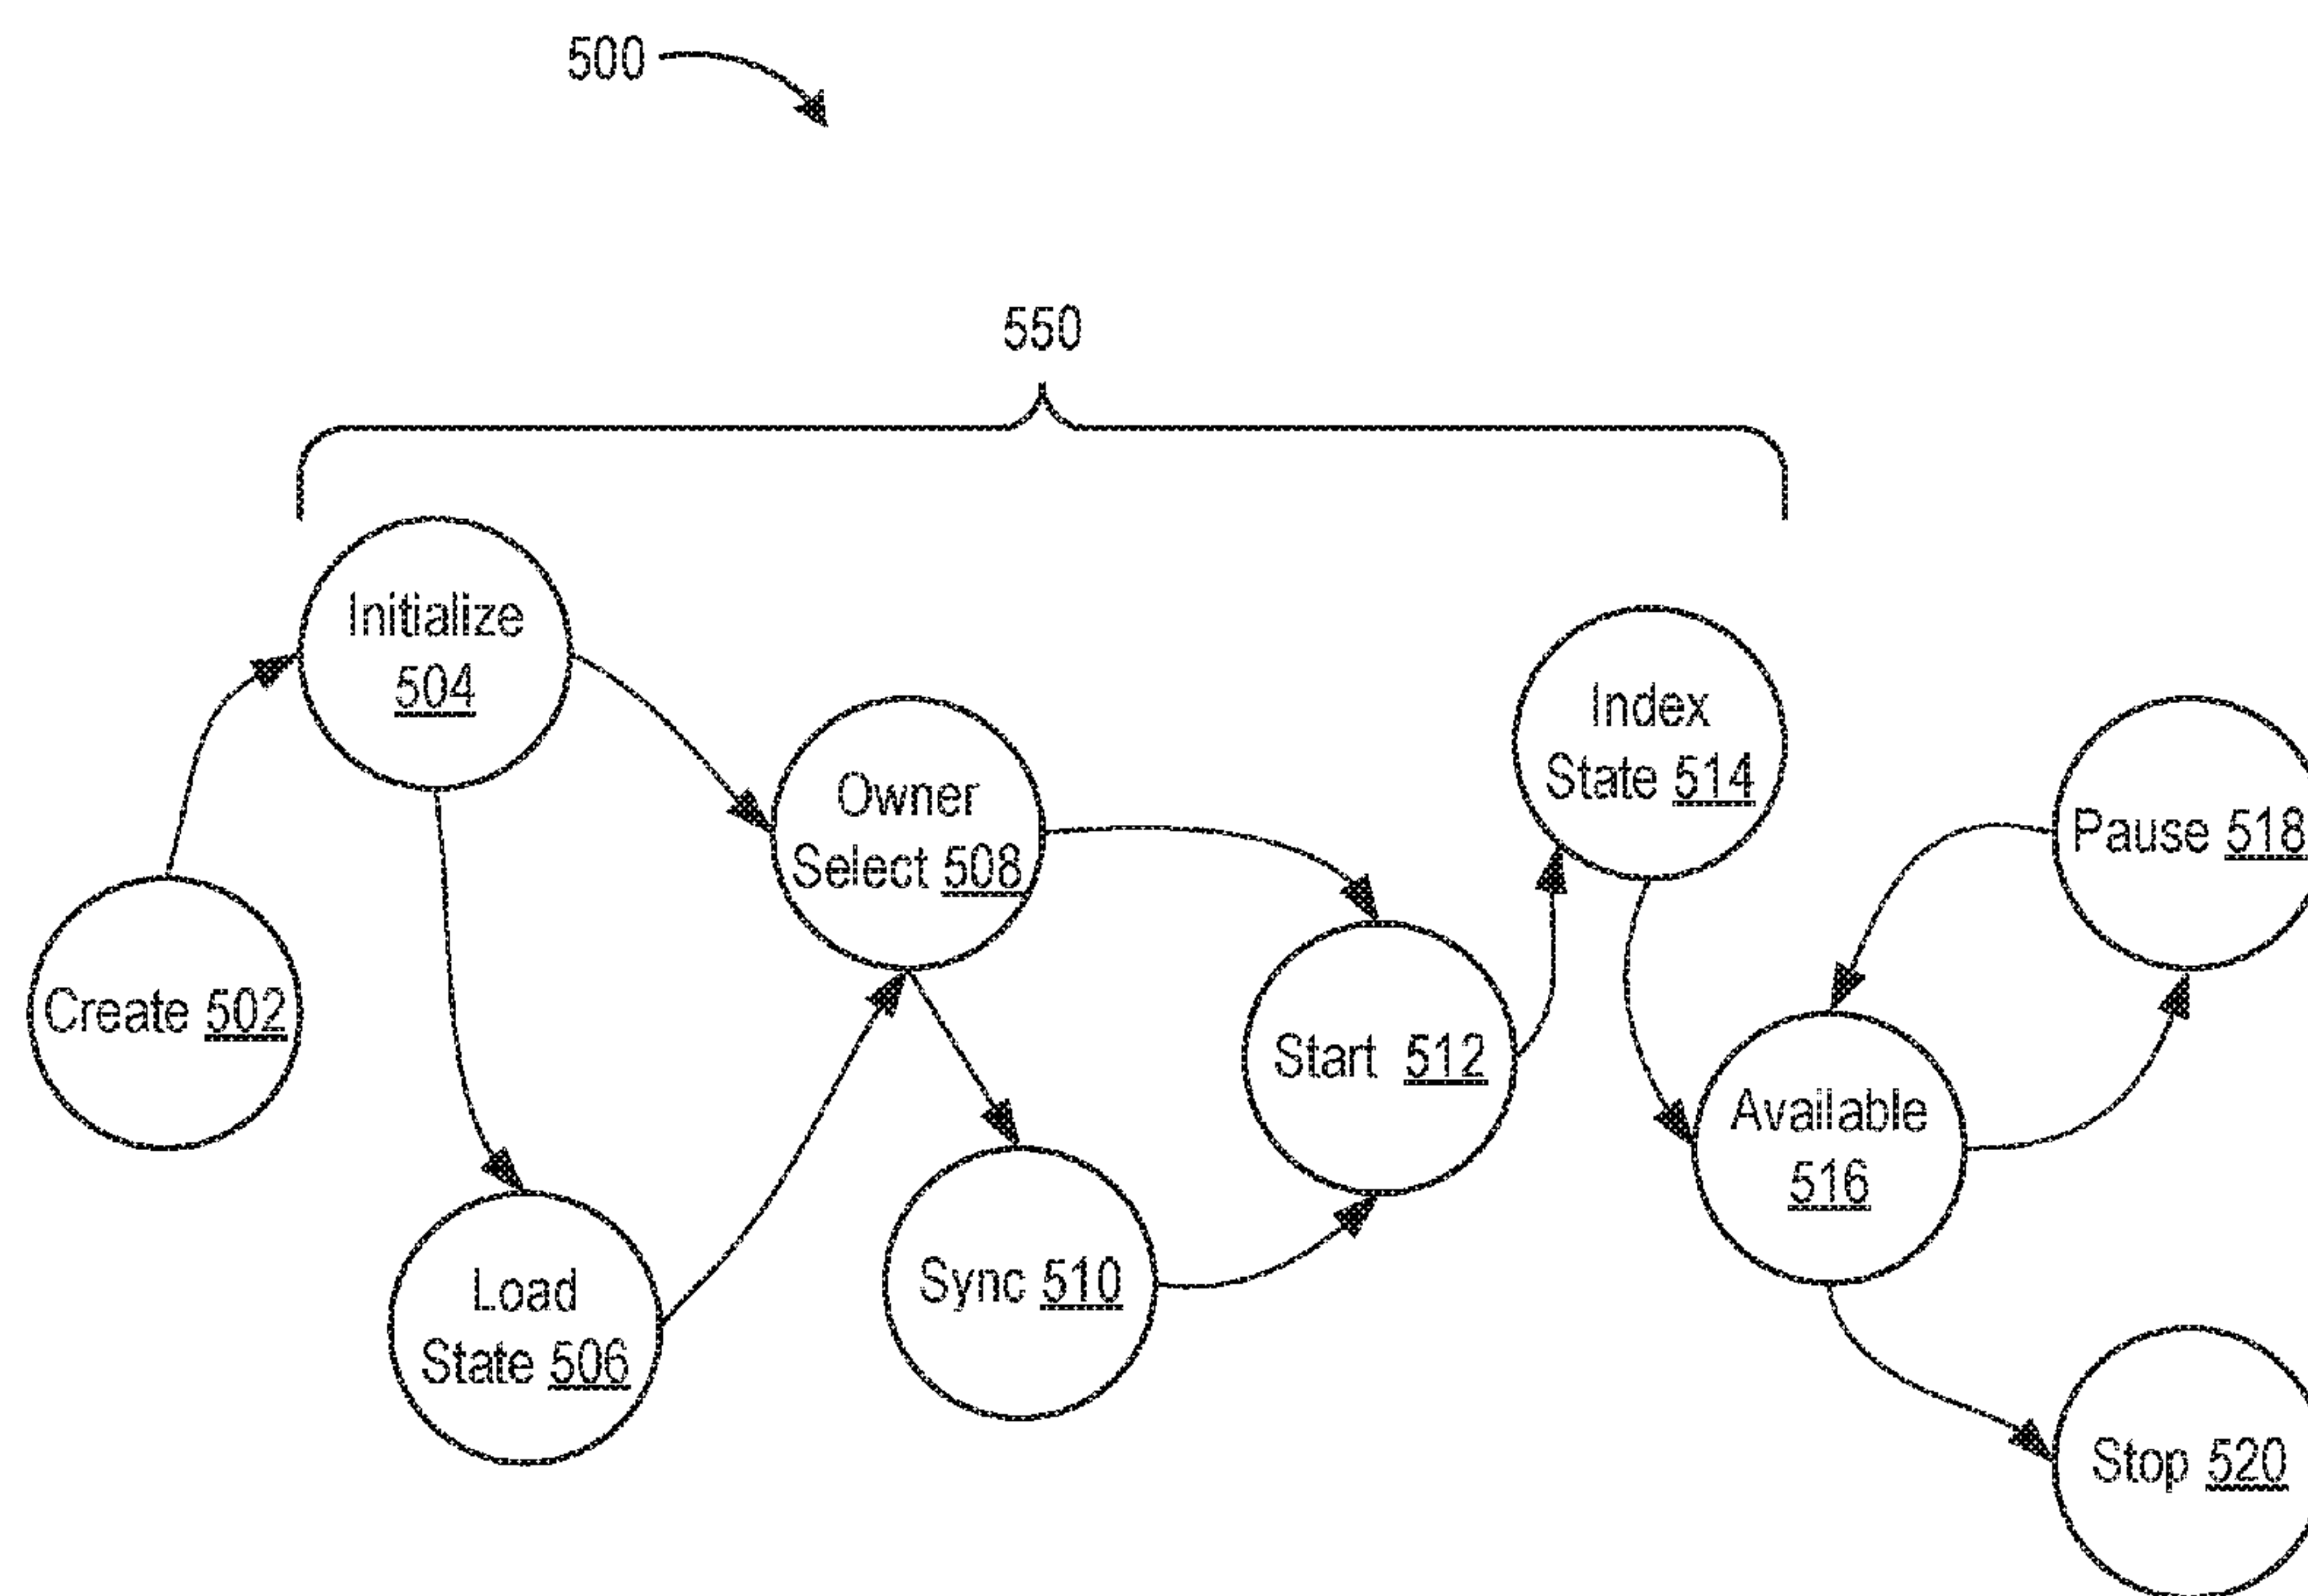 500
550
Initialize
504
Owner
Select 508
Index
State 514
Pause 518
Create 502
Start 512
Available
516
Load
State 506
Sync 510
Stop 520